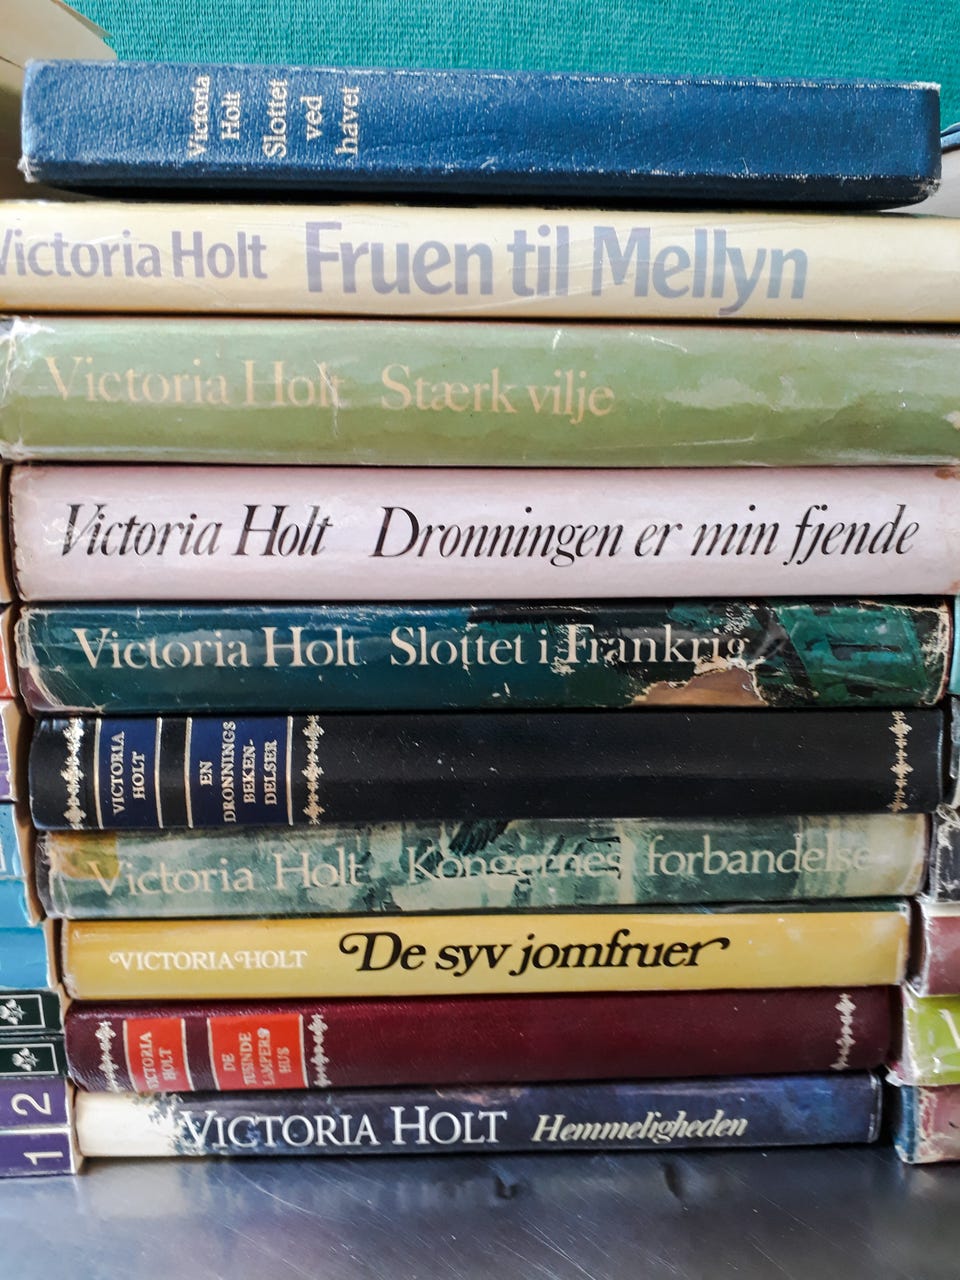 Victoria
Holt
Slottet
ved
havet
Victoria Holt Fruen til Mellyn
Victoria Holt Stærk vilje
Victoria Holt Dronningen er min fjende
Victoria Holt Slottet i Frankrig
VICTORIA
HOLT
EN
DRONNINGS
BEKEN-
DELSER
Victoria Holt Kongernes forbandelse
VICTORIA HOLT De syv jomfruer
VICTORIA
HOLT
DE
TUSINDE
LAMPERS
HUS
VICTORIA HOLT Hemmeligheden
2
1